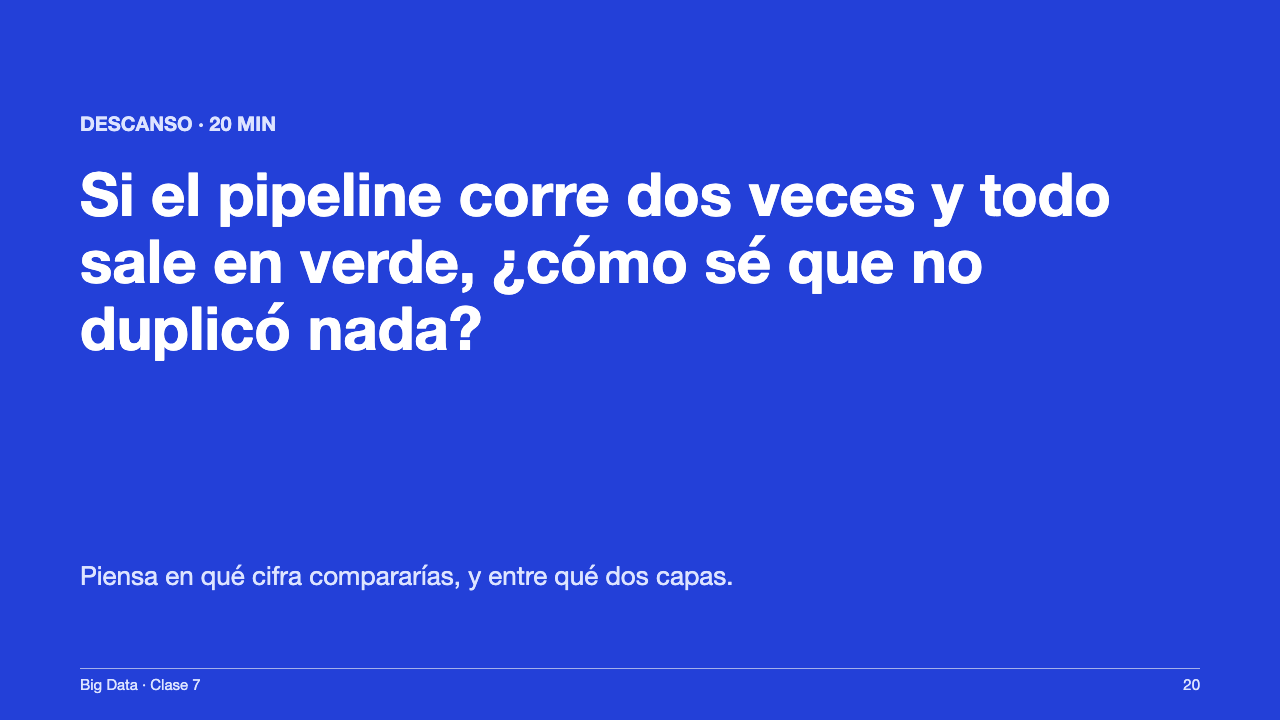 DESCANSO · 20 MIN
Si el pipeline corre dos veces y todo
sale en verde, ¿cómo sé que no
duplicó nada?
Piensa en qué cifra compararías, y entre qué dos capas.
Big Data · Clase 7
20